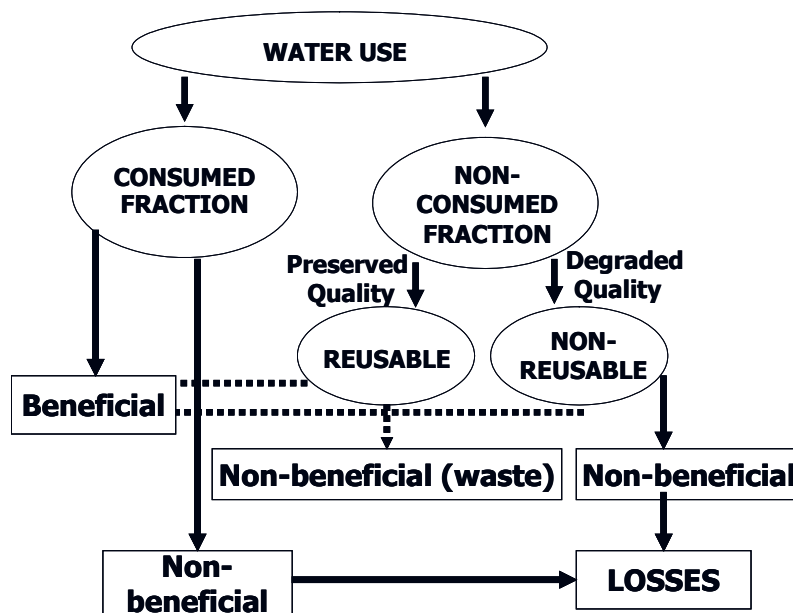 WATER USE
CONSUMED
FRACTION
NON-
CONSUMED
FRACTION
Preserved
Quality
Degraded
Quality
REUSABLE
NON-
REUSABLE
Beneficial
Non-beneficial (waste)
Non-beneficial
Non-
beneficial
LOSSES